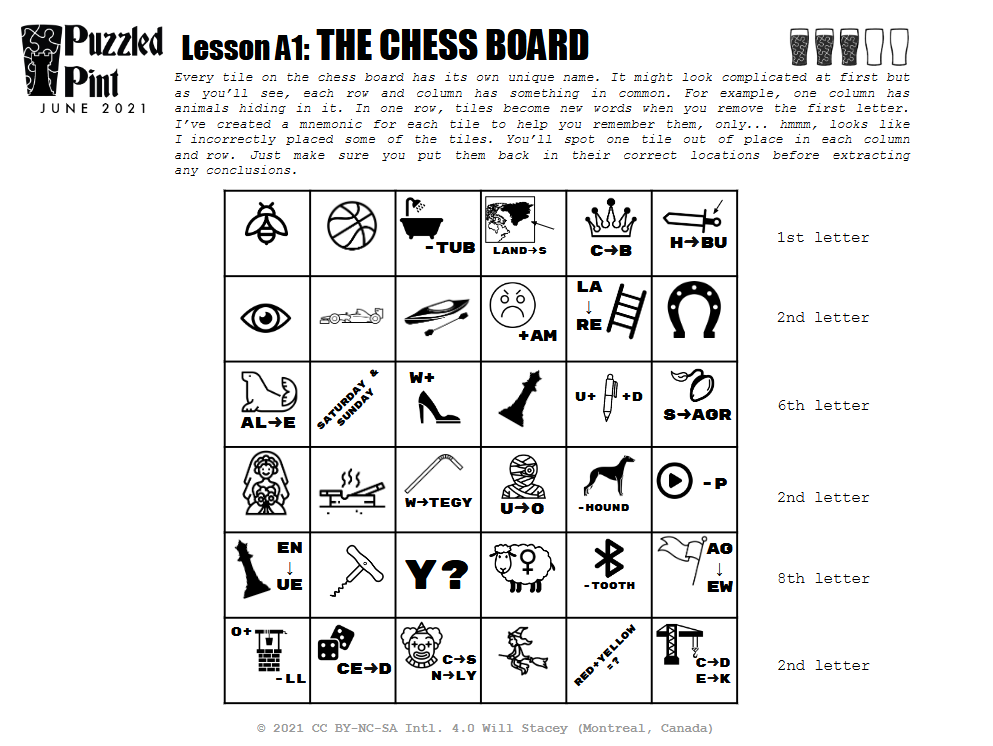 Puzzled
Pint
JUNE 2021
Lesson A1: THE CHESS BOARD
Every tile on the chess board has its own unique name. It might look complicated at first but
as you'll see, each row and column has something in common. For example, one column has
animals hiding in it. In one row, tiles become new words when you remove the first letter.
I've created a mnemonic for each tile to help you remember them, only... hmmm, looks like
I incorrectly placed some of the tiles. You'll spot one tile out of place in each column
and row. Just make sure you put them back in their correct locations before extracting
any conclusions.
-TUB
LAND→S
C→B
H→BU
1st letter
+AM
LA
↓
RE
2nd letter
AL→E
SATURDAY &
SUNDAY
W+
U+ +D
S→AGR
6th letter
W→TEGY
U→O
-HOUND
-P
2nd letter
EN
↓
UE
Y?
-TOOTH
AG
↓
EW
8th letter
O+
-LL
CE→D
C→S
N→LY
RED+YELLOW
=?
C→D
E→K
2nd letter
© 2021 CC BY-NC-SA Intl. 4.0 Will Stacey (Montreal, Canada)